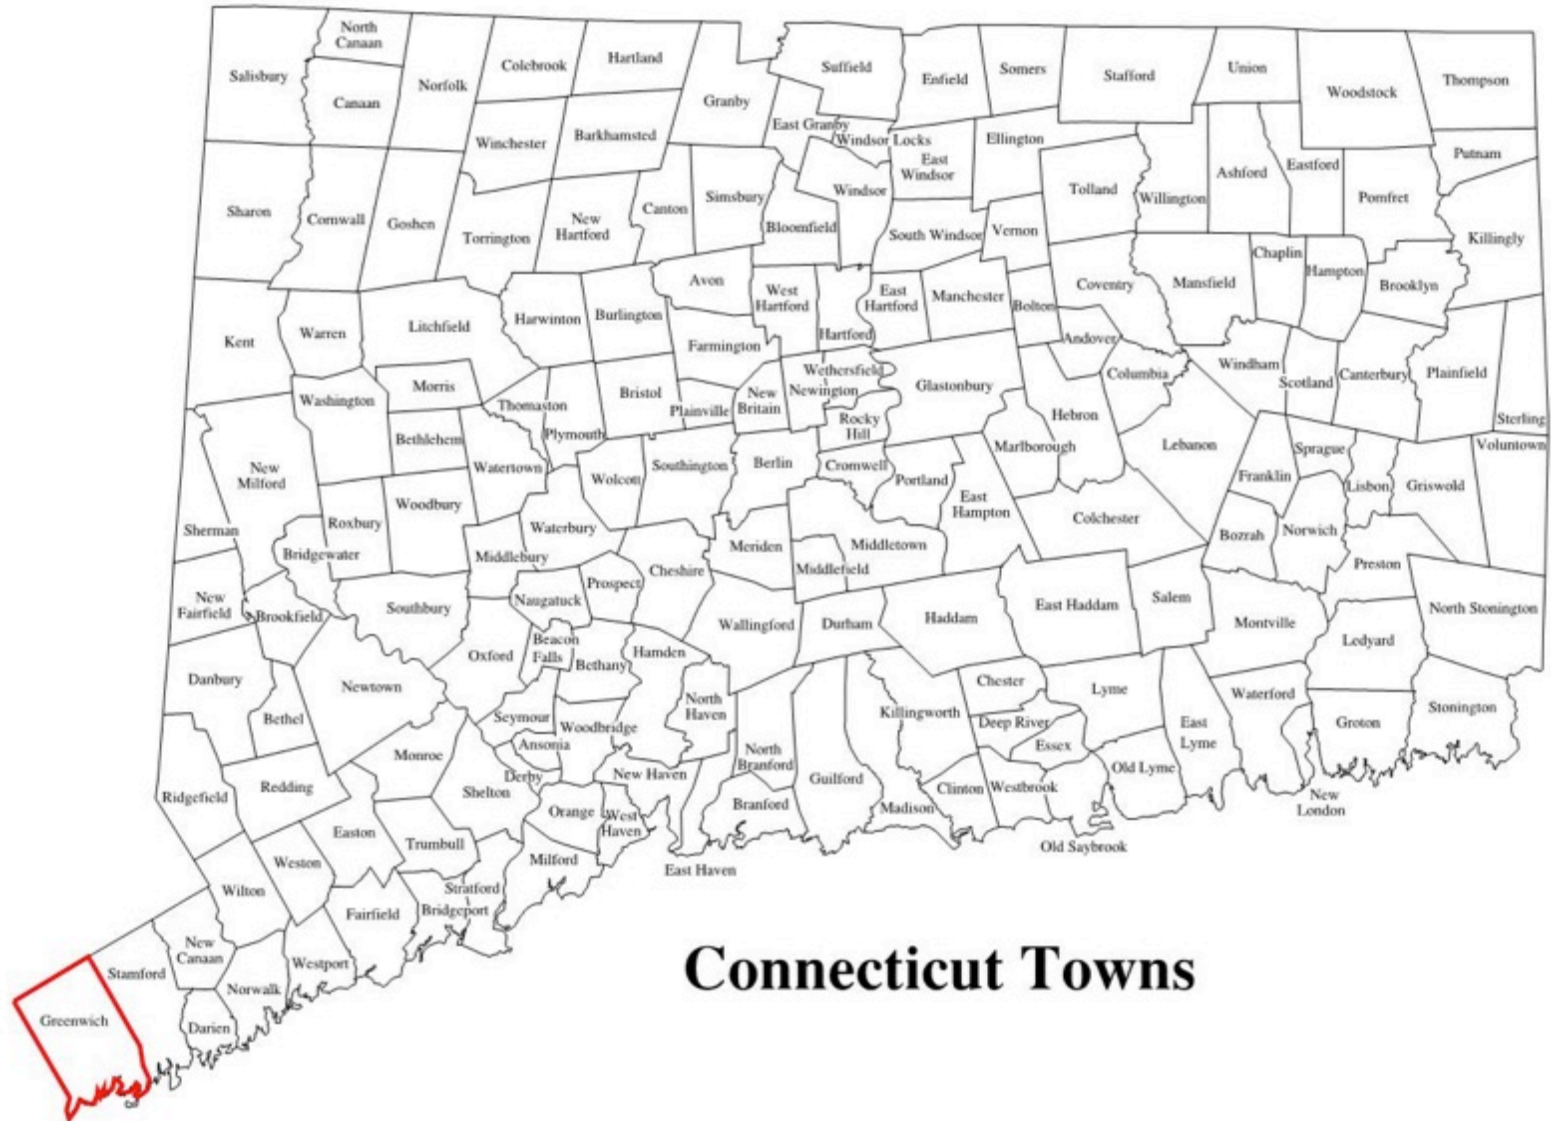 North
Canaan
Salisbury
Canaan
Norfolk
Colebrook
Hartland
Granby
Suffield
Enfield
Somers
Stafford
Union
Woodstock
Thompson
Winchester
Barkhamsted
East Granby
Windsor Locks
East
Windsor
Ellington
Tolland
Willington
Ashford
Eastford
Pomfret
Putnam
Sharon
Cornwall
Goshen
Torrington
New
Hartford
Canton
Simsbury
Bloomfield
Windsor
South Windsor
Vernon
Killingly
Kent
Warren
Litchfield
Harwinton
Burlington
Avon
West
Hartford
Hartford
East
Hartford
Manchester
Bolton
Coventry
Mansfield
Chaplin
Hampton
Brooklyn
Farmington
Andover
Columbia
Windham
Scotland
Canterbury
Plainfield
Sterling
Washington
Morris
Thomaston
Plymouth
Bristol
Plainville
New
Britain
Newington
Wethersfield
Rocky
Hill
Glastonbury
Hebron
Marlborough
Lebanon
Sprague
Franklin
Lisbon
Griswold
Voluntown
New
Milford
Bethlehem
Watertown
Wolcott
Southington
Berlin
Cromwell
Portland
East
Hampton
Colchester
Bozrah
Norwich
Preston
Sherman
Bridgewater
Roxbury
Woodbury
Waterbury
Middlebury
Meriden
Middletown
Middlefield
Cheshire
Prospect
Naugatuck
New
Fairfield
Brookfield
Southbury
Wallingford
Durham
Haddam
East Haddam
Salem
Montville
Ledyard
North Stonington
Danbury
Bethel
Newtown
Oxford
Beacon
Falls
Bethany
Hamden
North
Haven
Killingworth
Chester
Deep River
Essex
Lyme
East
Lyme
Waterford
Groton
Stonington
Seymour
Woodbridge
Ansonia
Derby
Monroe
Shelton
New Haven
North
Branford
Guilford
Madison
Clinton
Westbrook
Old Lyme
New
London
Ridgefield
Redding
Easton
Trumbull
Orange
West
Haven
Branford
Milford
East Haven
Old Saybrook
Weston
Wilton
Stratford
Bridgeport
Fairfield
New
Canaan
Westport
Norwalk
Stamford
Darien
Greenwich
Connecticut Towns